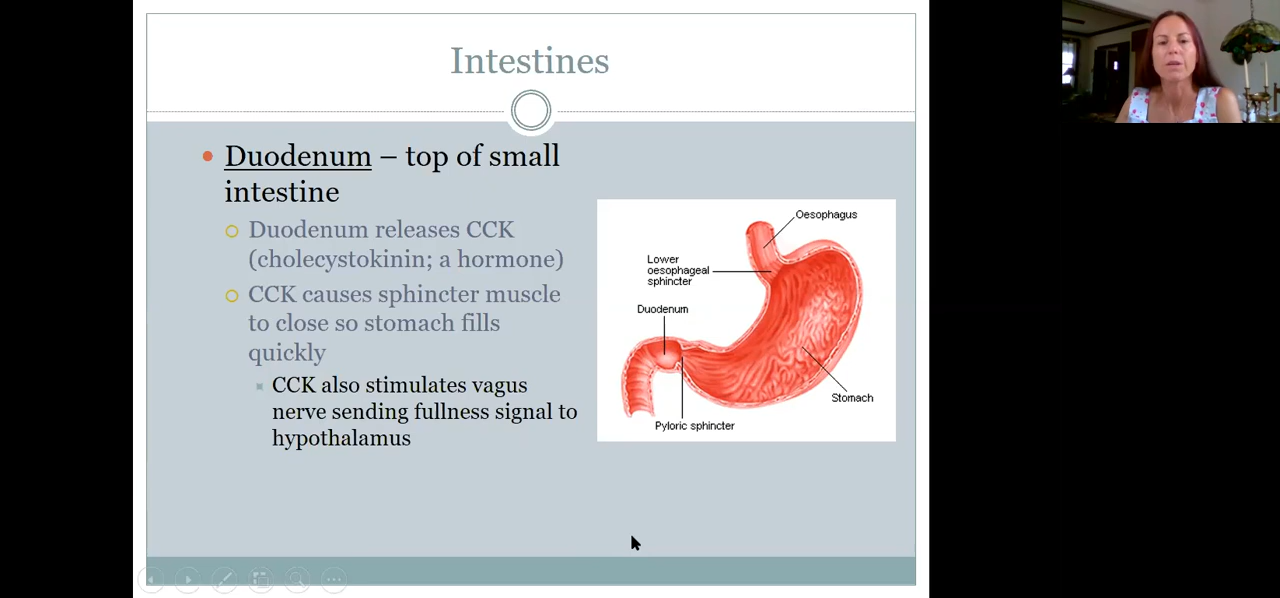 Intestines
Duodenum – top of small
intestine
Duodenum releases CCK
(cholecystokinin; a hormone)
CCK causes sphincter muscle
to close so stomach fills
quickly
CCK also stimulates vagus
nerve sending fullness signal to
hypothalamus
Oesophagus
Lower
oesophageal
sphincter
Duodenum
Stomach
Pyloric sphincter